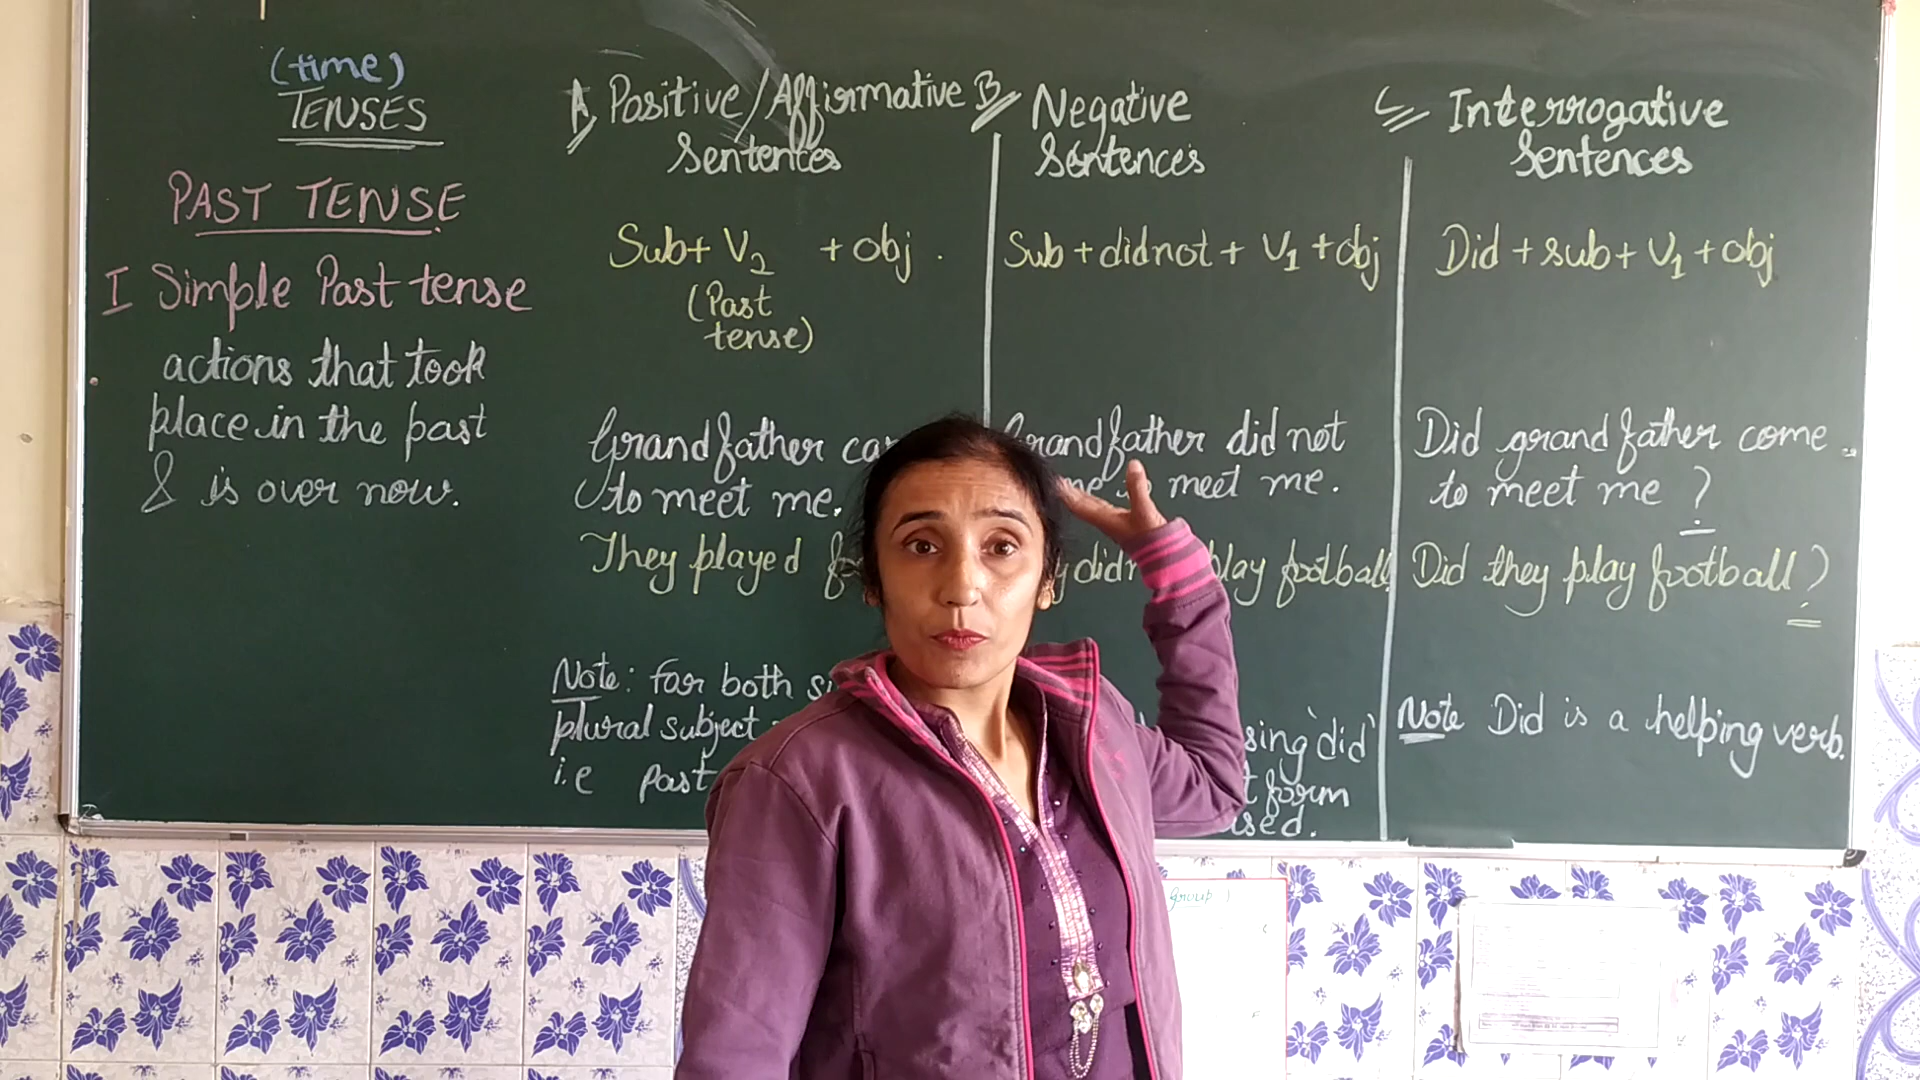 (time)
TENSES
PAST TENSE
I Simple Past tense
actions that took
place in the past
& is over now.
A Positive/Affirmative
Sentences
Sub + V2 + obj.
(Past
tense)
Grandfather
to meet me.
They played
Note: for both
plural subject
i.e past
B Negative
Sentences
Sub + did not + V1 + obj
Grandfather did not
meet me.
play football
using 'did'
form
used.
C Interrogative
Sentences
Did + sub + V1 + obj
Did grandfather come
to meet me ?
Did they play football ?
Note Did is a helping verb.
group 1